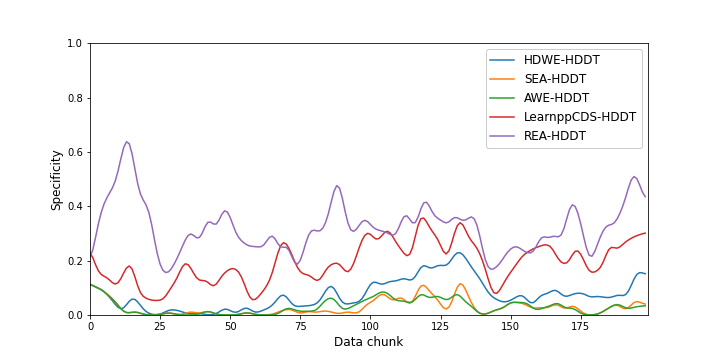 1.0
0.8
0.6
0.4
0.2
0.0
Specificity
0 25 50 75 100 125 150 175
Data chunk
HDWE-HDDT
SEA-HDDT
AWE-HDDT
LearnppCDS-HDDT
REA-HDDT